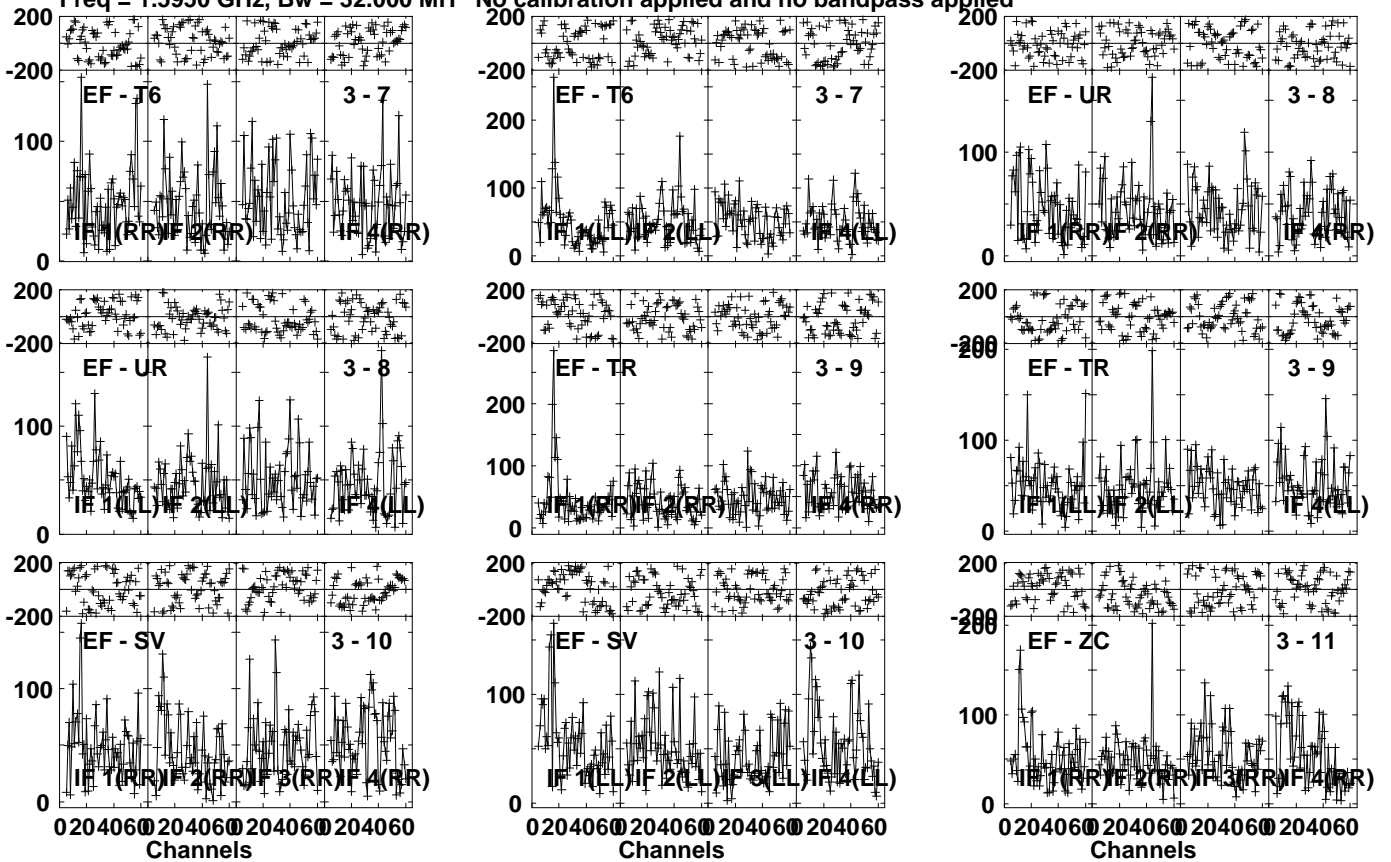 Freq = 1.5950 GHz, Bw = 32.000 MH No calibration applied and no bandpass applied
200
-200
EF - T6
3 - 7
100
0
IF 1(RR)
IF 2(RR)
IF 4(RR)
200
-200
EF - T6
3 - 7
200
100
0
IF 1(LL)
IF 2(LL)
IF 4(LL)
200
-200
EF - UR
3 - 8
100
0
IF 1(RR)
IF 2(RR)
IF 4(RR)
200
-200
EF - UR
3 - 8
100
0
IF 1(LL)
IF 2(LL)
IF 4(LL)
200
-200
EF - TR
3 - 9
200
100
0
IF 1(RR)
IF 2(RR)
IF 4(RR)
200
-200
200
EF - TR
3 - 9
100
0
IF 1(LL)
IF 2(LL)
IF 4(LL)
200
-200
EF - SV
3 - 10
100
0
IF 1(RR)
IF 2(RR)
IF 3(RR)
IF 4(RR)
0 20 40 60 0 20 40 60 0 20 40 60 0 20 40 60
Channels
200
-200
EF - SV
3 - 10
100
0
IF 1(LL)
IF 2(LL)
IF 3(LL)
IF 4(LL)
0 20 40 60 0 20 40 60 0 20 40 60 0 20 40 60
Channels
200
-200
200
EF - ZC
3 - 11
100
0
IF 1(RR)
IF 2(RR)
IF 3(RR)
IF 4(RR)
0 20 40 60 0 20 40 60 0 20 40 60 0 20 40 60
Channels